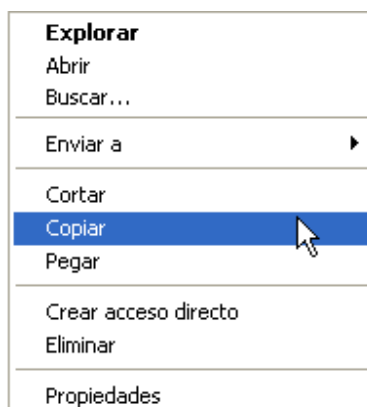 Explorar
Abrir
Buscar...
Enviar a
Cortar
Copiar
Pegar
Crear acceso directo
Eliminar
Propiedades